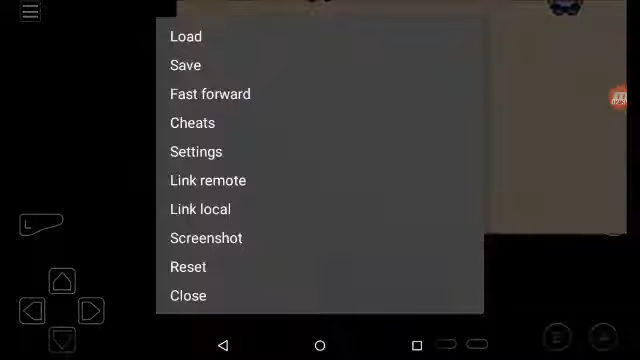 Load
Save
Fast forward
Cheats
Settings
Link remote
Link local
Screenshot
Reset
Close
L